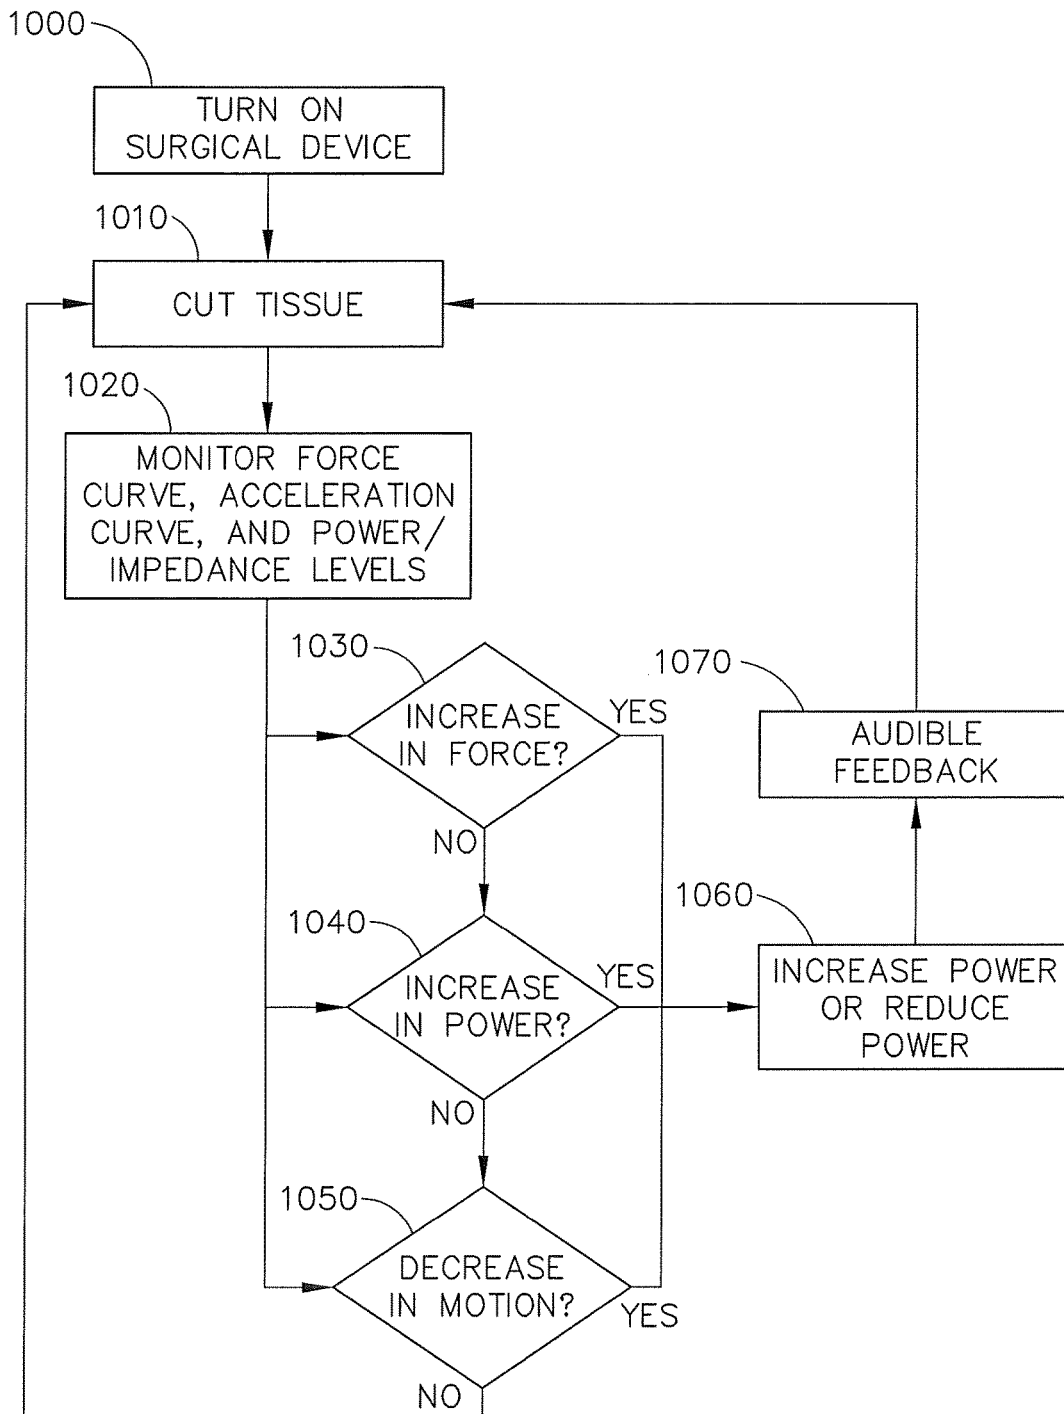 1000
TURN ON
SURGICAL DEVICE
1010
CUT TISSUE
1020
MONITOR FORCE
CURVE, ACCELERATION
CURVE, AND POWER/
IMPEDANCE LEVELS
1030
INCREASE
IN FORCE?
YES
NO
1070
AUDIBLE
FEEDBACK
1040
INCREASE
IN POWER?
YES
NO
1060
INCREASE POWER
OR REDUCE
POWER
1050
DECREASE
IN MOTION?
YES
NO